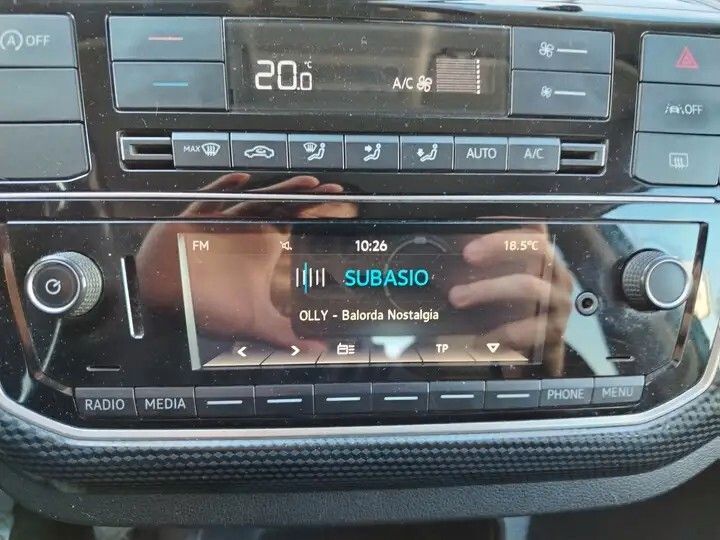 OFF
20.0 °C
A/C
OFF
MAX
AUTO
A/C
FM
10:26
18.5°C
SUBASIO
OLLY - Balorda Nostalgia
TP
RADIO
MEDIA
PHONE
MENU